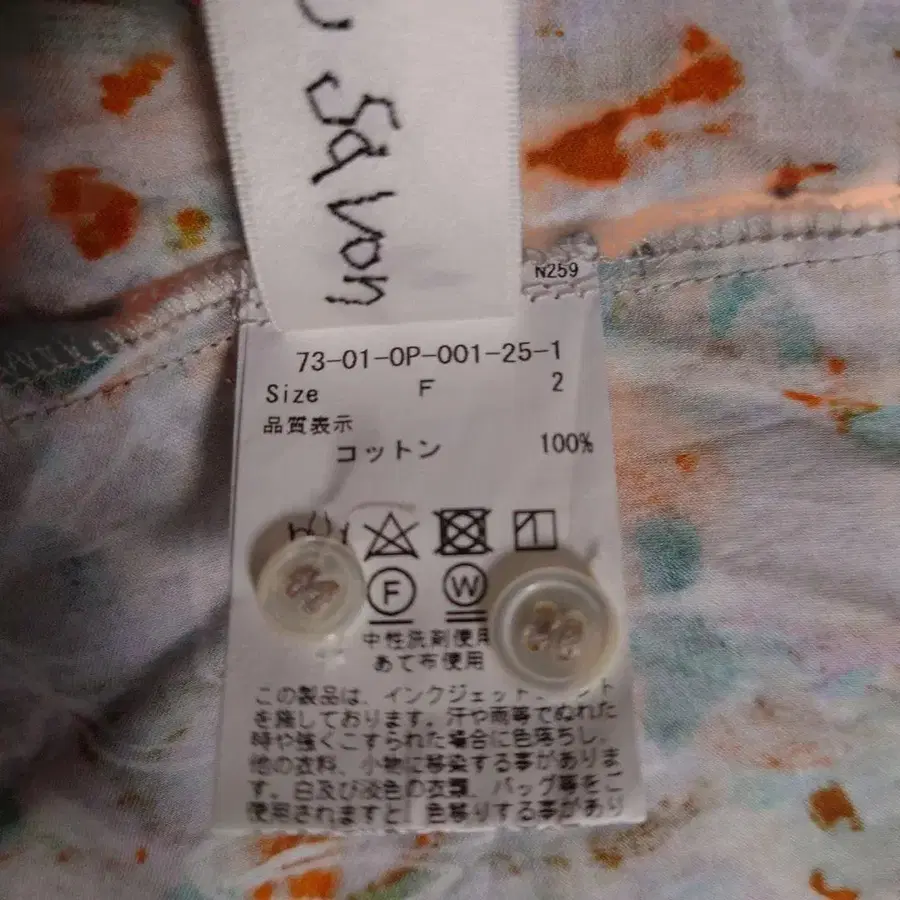 Savon
N259
73-01-OP-001-25-1
Size F 2
品質表示
コットン 100%
F W
中性洗剤使用
あて布使用
この製品は、インクジェットプリント
を施しております。汗や雨等でぬれた
時や強くこすられた場合に色落ちし、
他の衣料、小物に移染する事がありま
す。白及び淡色の衣類、バッグ等をご
使用されますと、色移りする事があり